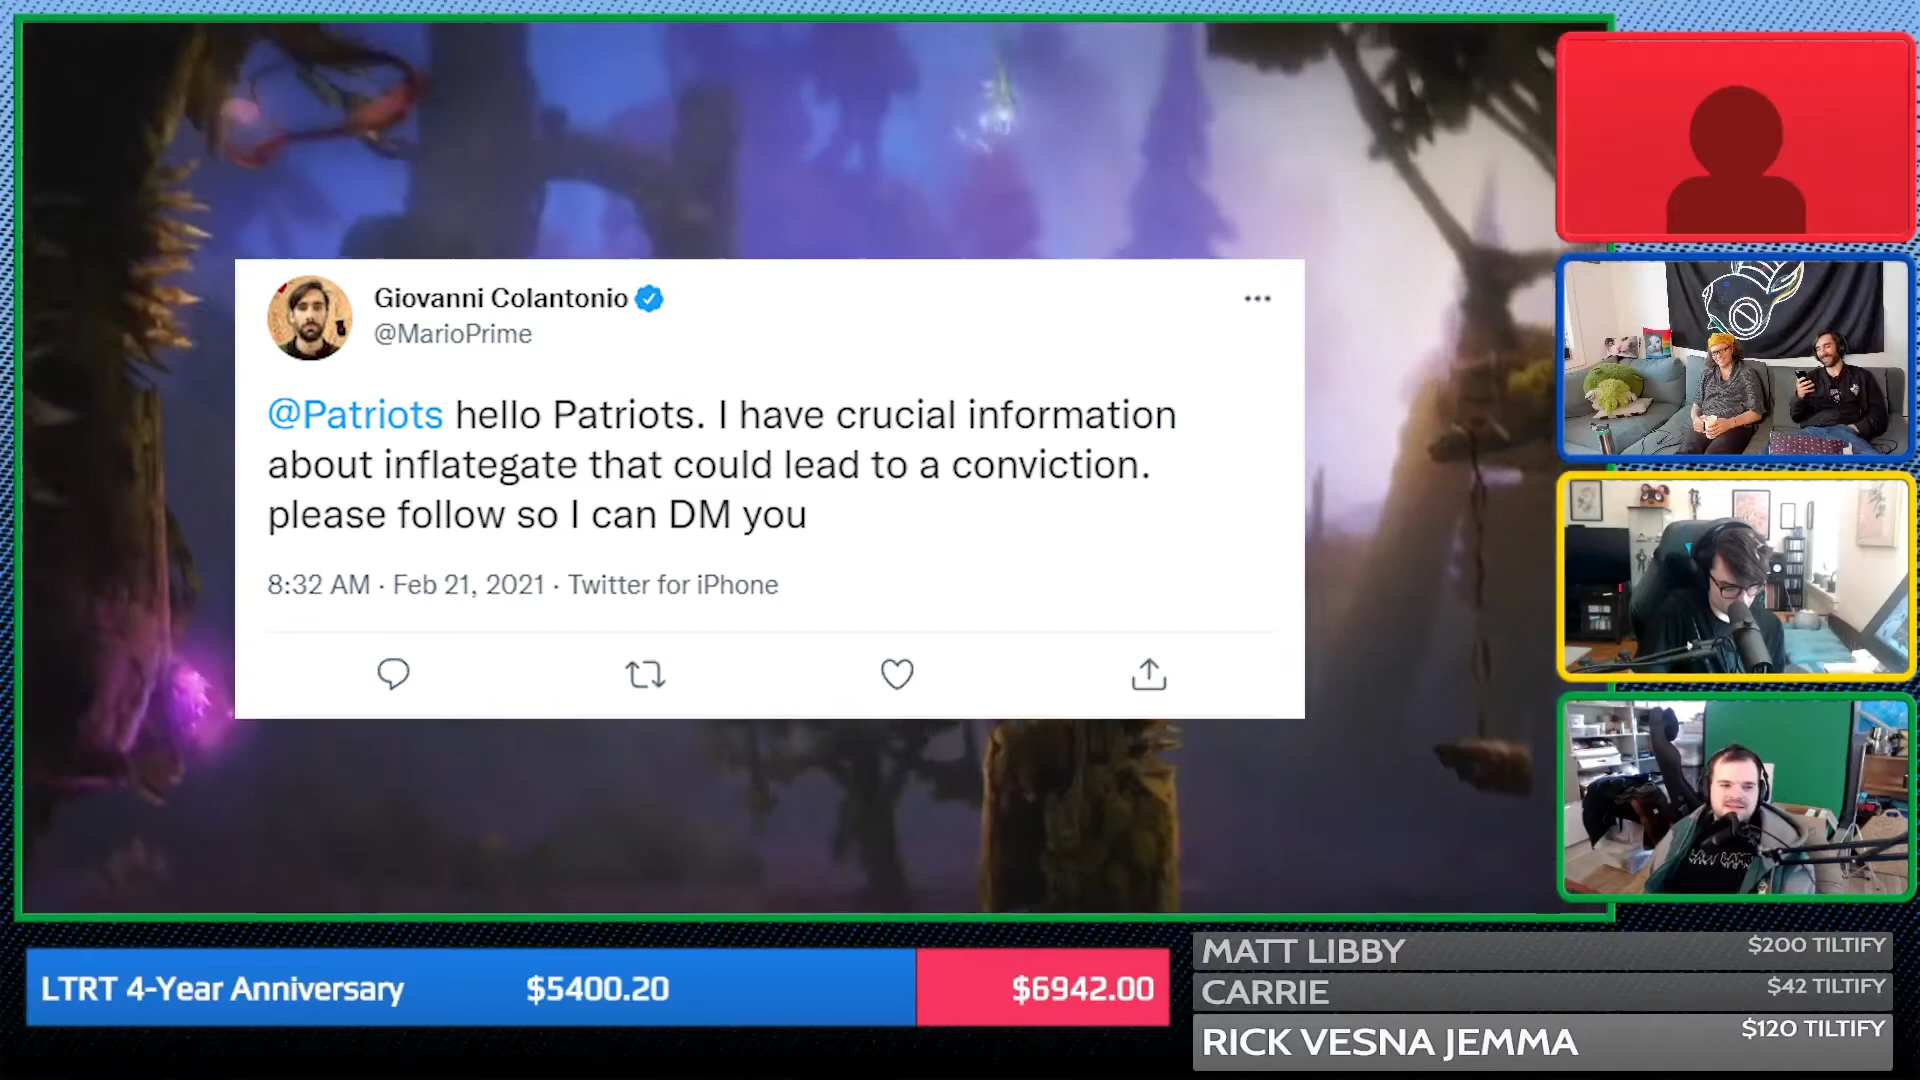 Giovanni Colantonio
@MarioPrime
@Patriots hello Patriots. I have crucial information
about inflategate that could lead to a conviction.
please follow so I can DM you
8:32 AM · Feb 21, 2021 · Twitter for iPhone
LTRT 4-Year Anniversary $5400.20 $6942.00
MATT LIBBY $200 TILTIFY
CARRIE $42 TILTIFY
RICK VESNA JEMMA $120 TILTIFY